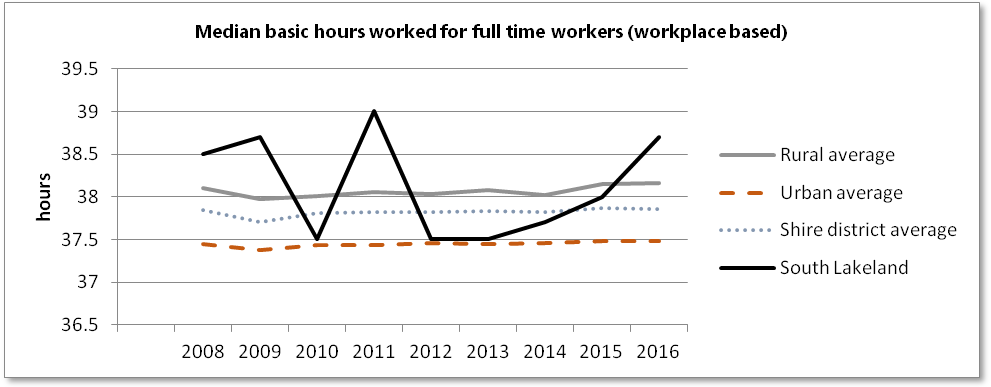 Median basic hours worked for full time workers (workplace based)
39.5
39
38.5
38
37.5
37
36.5
hours
2008 2009 2010 2011 2012 2013 2014 2015 2016
Rural average
Urban average
Shire district average
South Lakeland